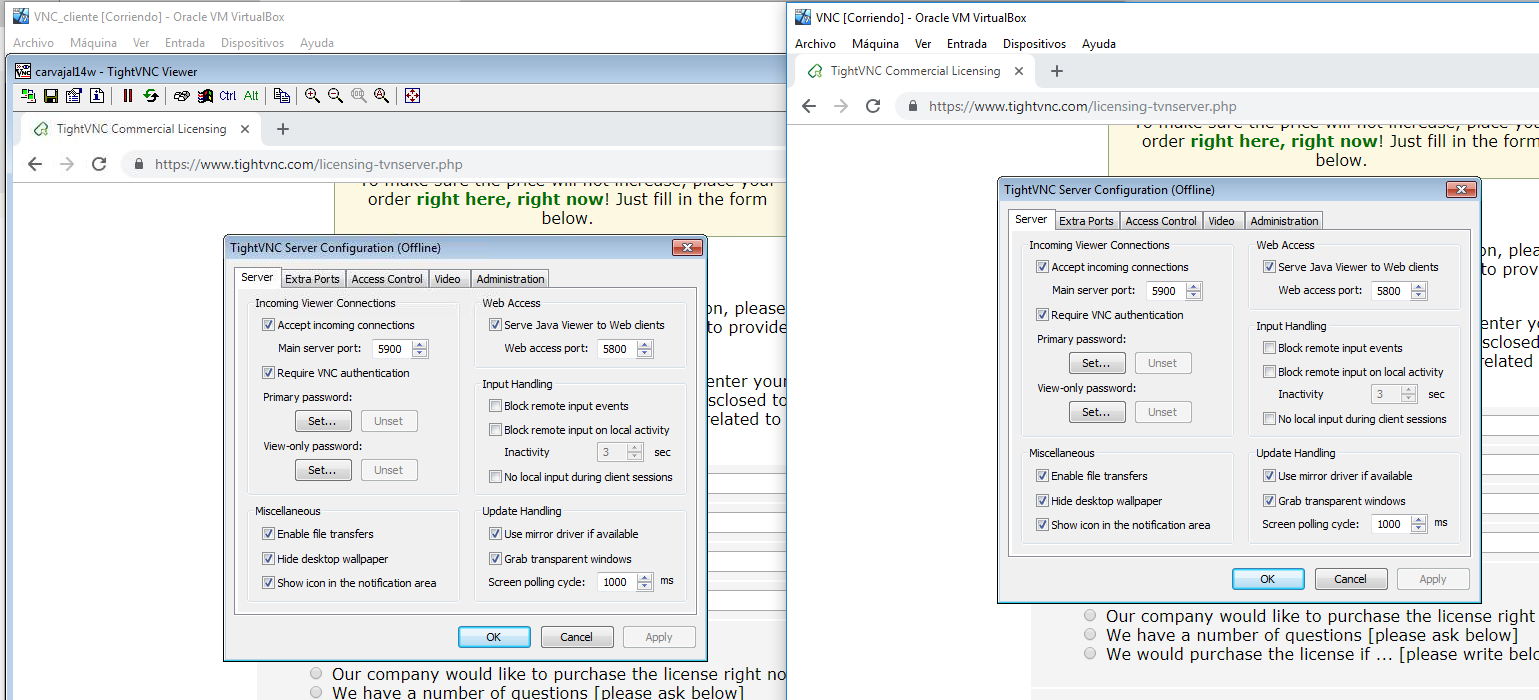 VNC_cliente [Corriendo] - Oracle VM VirtualBox
Archivo Máquina Ver Entrada Dispositivos Ayuda
carvajal14w - TightVNC Viewer
Ctrl Alt
TightVNC Commercial Licensing
https://www.tightvnc.com/licensing-tvnserver.php
To make sure the price will not increase, place your
order right here, right now! Just fill in the form
below.
TightVNC Server Configuration (Offline)
Server Extra Ports Access Control Video Administration
Incoming Viewer Connections
Accept incoming connections
Main server port: 5900
Require VNC authentication
Primary password:
Set... Unset
View-only password:
Set... Unset
Miscellaneous
Enable file transfers
Hide desktop wallpaper
Show icon in the notification area
Web Access
Serve Java Viewer to Web clients
Web access port: 5800
Input Handling
Block remote input events
Block remote input on local activity
Inactivity 3 sec
No local input during client sessions
Update Handling
Use mirror driver if available
Grab transparent windows
Screen polling cycle: 1000 ms
OK Cancel Apply
on, please
to provide
enter your
sclosed to
related to
Our company would like to purchase the license right no
We have a number of questions [please ask below]
VNC [Corriendo] - Oracle VM VirtualBox
Archivo Máquina Ver Entrada Dispositivos Ayuda
TightVNC Commercial Licensing
https://www.tightvnc.com/licensing-tvnserver.php
To make sure the price will not increase, place your
order right here, right now! Just fill in the form
below.
TightVNC Server Configuration (Offline)
Server Extra Ports Access Control Video Administration
Incoming Viewer Connections
Accept incoming connections
Main server port: 5900
Require VNC authentication
Primary password:
Set... Unset
View-only password:
Set... Unset
Miscellaneous
Enable file transfers
Hide desktop wallpaper
Show icon in the notification area
Web Access
Serve Java Viewer to Web clients
Web access port: 5800
Input Handling
Block remote input events
Block remote input on local activity
Inactivity 3 sec
No local input during client sessions
Update Handling
Use mirror driver if available
Grab transparent windows
Screen polling cycle: 1000 ms
OK Cancel Apply
on, plea
to pro
enter yo
sclosed
related
Our company would like to purchase the license right
We have a number of questions [please ask below]
We would purchase the license if ... [please write belo